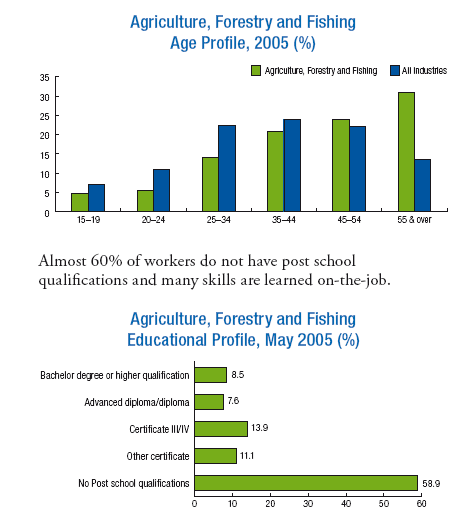 Agriculture, Forestry and Fishing
Age Profile, 2005 (%)
Agriculture, Forestry and Fishing All Industries
35
30
25
20
15
10
5
0
15–19 20–24 25–34 35–44 45–54 55 & over
Almost 60% of workers do not have post school
qualifications and many skills are learned on-the-job.
Agriculture, Forestry and Fishing
Educational Profile, May 2005 (%)
Bachelor degree or higher qualification 8.5
Advanced diploma/diploma 7.6
Certificate III/IV 13.9
Other certificate 11.1
No Post school qualifications 58.9
0 10 20 30 40 50 60